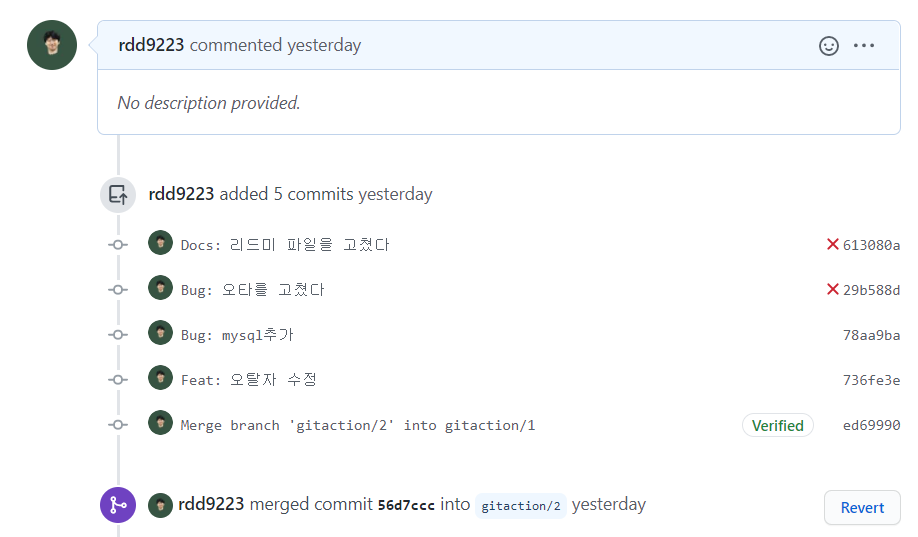 rdd9223 commented yesterday
No description provided.
rdd9223 added 5 commits yesterday
Docs: 리드미 파일을 고쳤다 613080a
Bug: 오타를 고쳤다 29b588d
Bug: mysql추가 78aa9ba
Feat: 오탈자 수정 736fe3e
Merge branch 'gitaction/2' into gitaction/1 Verified ed69990
rdd9223 merged commit 56d7ccc into gitaction/2 yesterday Revert